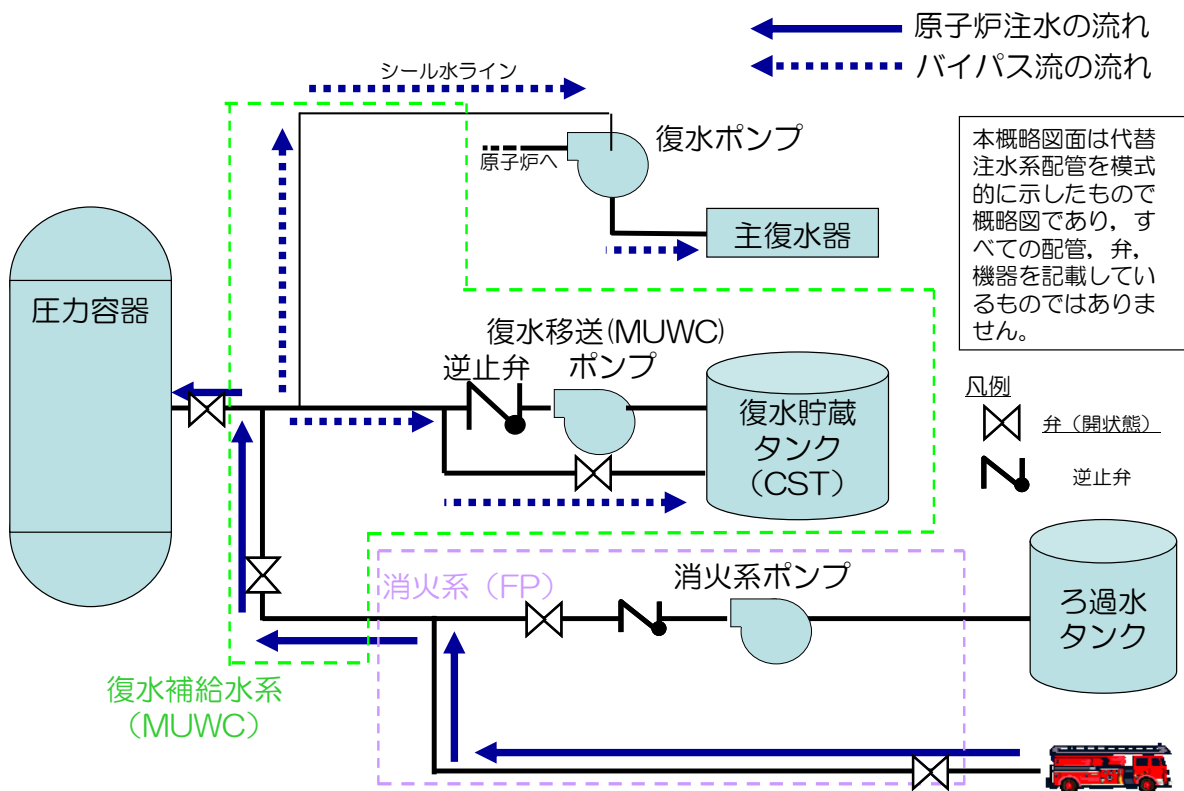 原子炉注水の流れ
バイパス流の流れ
シール水ライン
復水ポンプ
原子炉へ
主復水器
本概略図面は代替
注水系配管を模式
的に示したもので
概略図であり，す
べての配管，弁，
機器を記載してい
るものではありま
せん。
圧力容器
復水移送(MUWC)
ポンプ
逆止弁
復水貯蔵
タンク
（CST）
凡例
弁（開状態）
逆止弁
消火系（FP）
消火系ポンプ
ろ過水
タンク
復水補給水系
（MUWC）